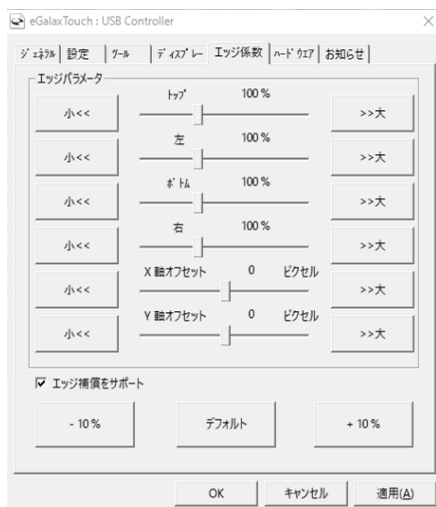 eGalaxTouch : USB Controller
ジェネラル 設定 ツール ディスプレー エッジ係数 ハードウエア お知らせ
エッジパラメータ
トップ 100 %
小<< >>大
左 100 %
小<< >>大
ボトム 100 %
小<< >>大
右 100 %
小<< >>大
X 軸オフセット 0 ピクセル
小<< >>大
Y 軸オフセット 0 ピクセル
小<< >>大
エッジ補償をサポート
- 10 % デフォルト + 10 %
OK キャンセル 適用(A)